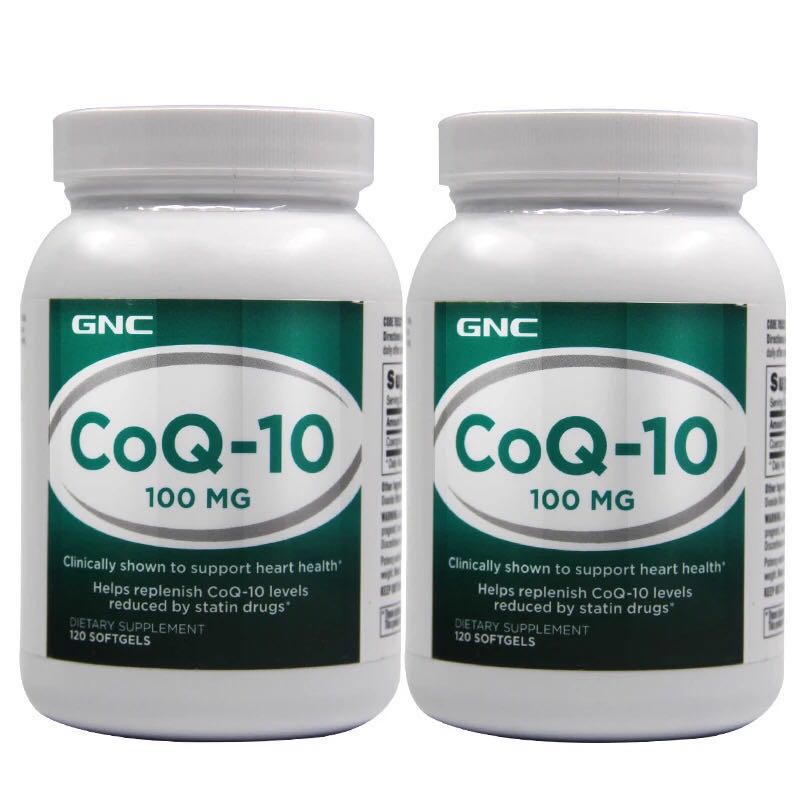 GNC
CoQ-10
100 MG
Clinically shown to support heart health*
Helps replenish CoQ-10 levels
reduced by statin drugs*
DIETARY SUPPLEMENT
120 SOFTGELS
GNC
CoQ-10
100 MG
Clinically shown to support heart health*
Helps replenish CoQ-10 levels
reduced by statin drugs*
DIETARY SUPPLEMENT
120 SOFTGELS